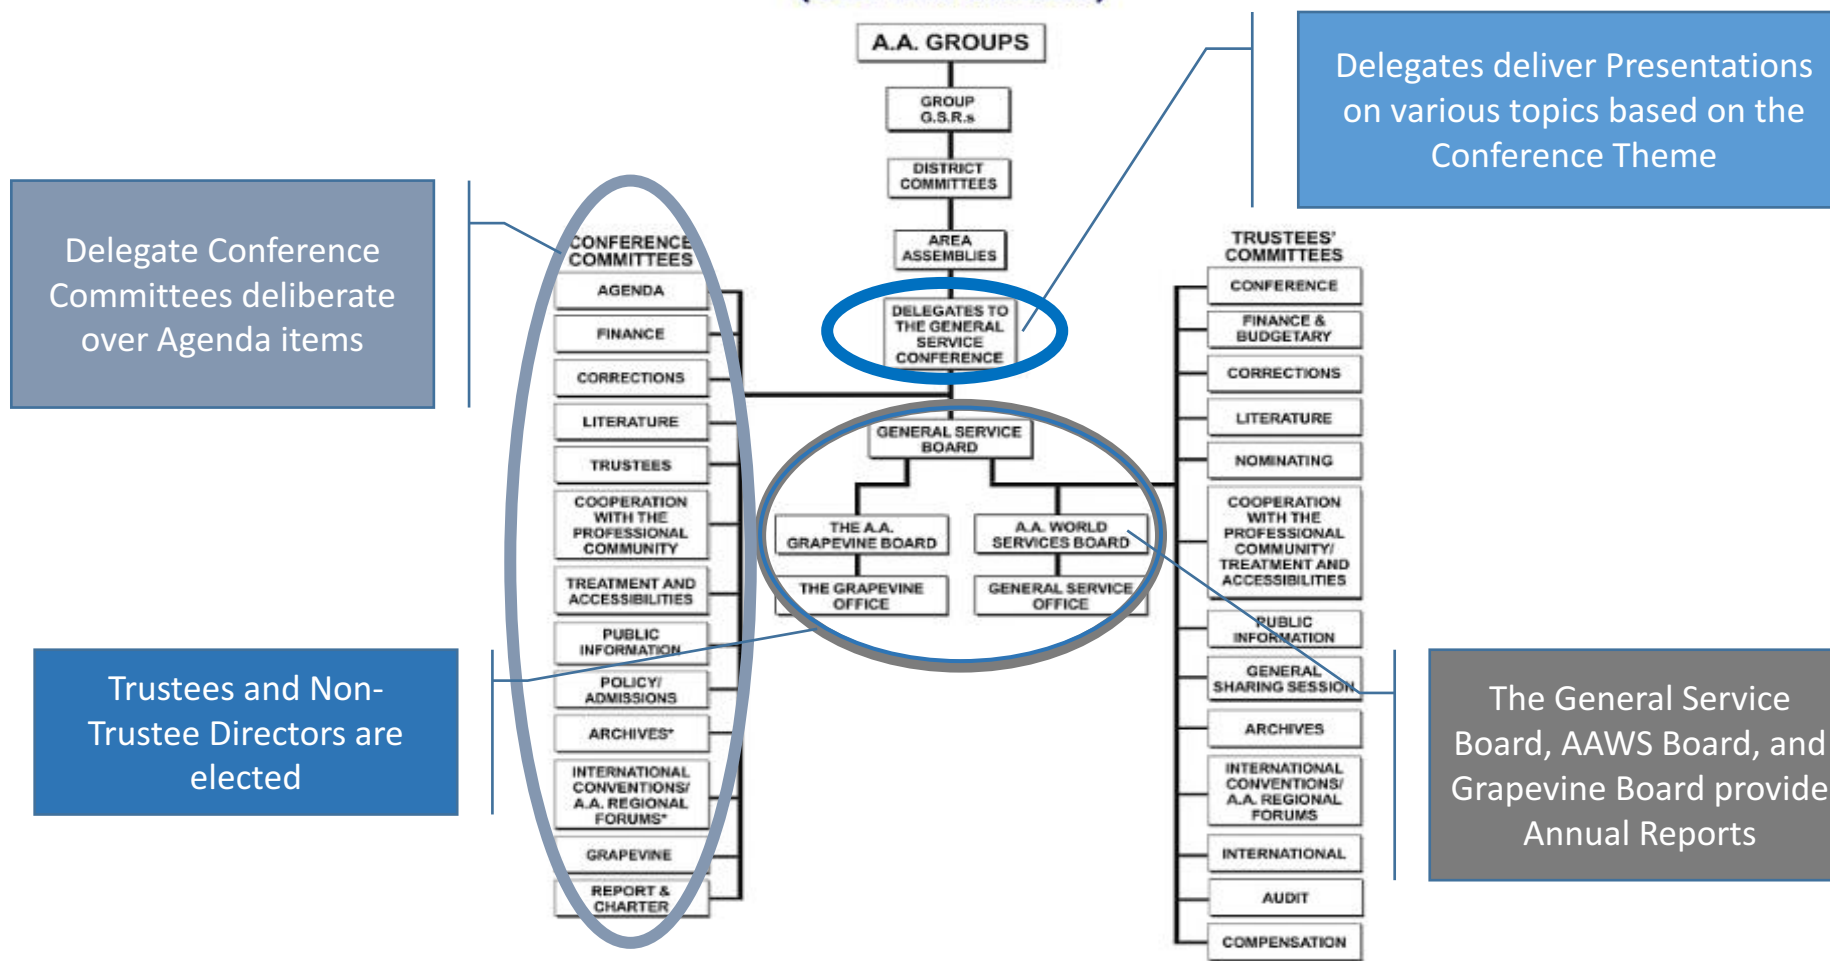 A.A. GROUPS
GROUP
G.S.R.s
DISTRICT
COMMITTEES
AREA
ASSEMBLIES
DELEGATES TO
THE GENERAL
SERVICE
CONFERENCE
GENERAL SERVICE
BOARD
THE A.A.
GRAPEVINE BOARD
THE GRAPEVINE
OFFICE
A.A. WORLD
SERVICES BOARD
GENERAL SERVICE
OFFICE
Delegates deliver Presentations
on various topics based on the
Conference Theme
Delegate Conference
Committees deliberate
over Agenda items
CONFERENCE
COMMITTEES
AGENDA
FINANCE
CORRECTIONS
LITERATURE
TRUSTEES
COOPERATION
WITH THE
PROFESSIONAL
COMMUNITY
TREATMENT AND
ACCESSIBILITIES
PUBLIC
INFORMATION
POLICY/
ADMISSIONS
ARCHIVES*
INTERNATIONAL
CONVENTIONS/
A.A. REGIONAL
FORUMS*
GRAPEVINE
REPORT &
CHARTER
TRUSTEES'
COMMITTEES
CONFERENCE
FINANCE &
BUDGETARY
CORRECTIONS
LITERATURE
NOMINATING
COOPERATION
WITH THE
PROFESSIONAL
COMMUNITY/
TREATMENT AND
ACCESSIBILITIES
PUBLIC
INFORMATION
GENERAL
SHARING SESSION
ARCHIVES
INTERNATIONAL
CONVENTIONS/
A.A. REGIONAL
FORUMS
INTERNATIONAL
AUDIT
COMPENSATION
Trustees and Non-
Trustee Directors are
elected
The General Service
Board, AAWS Board, and
Grapevine Board provide
Annual Reports